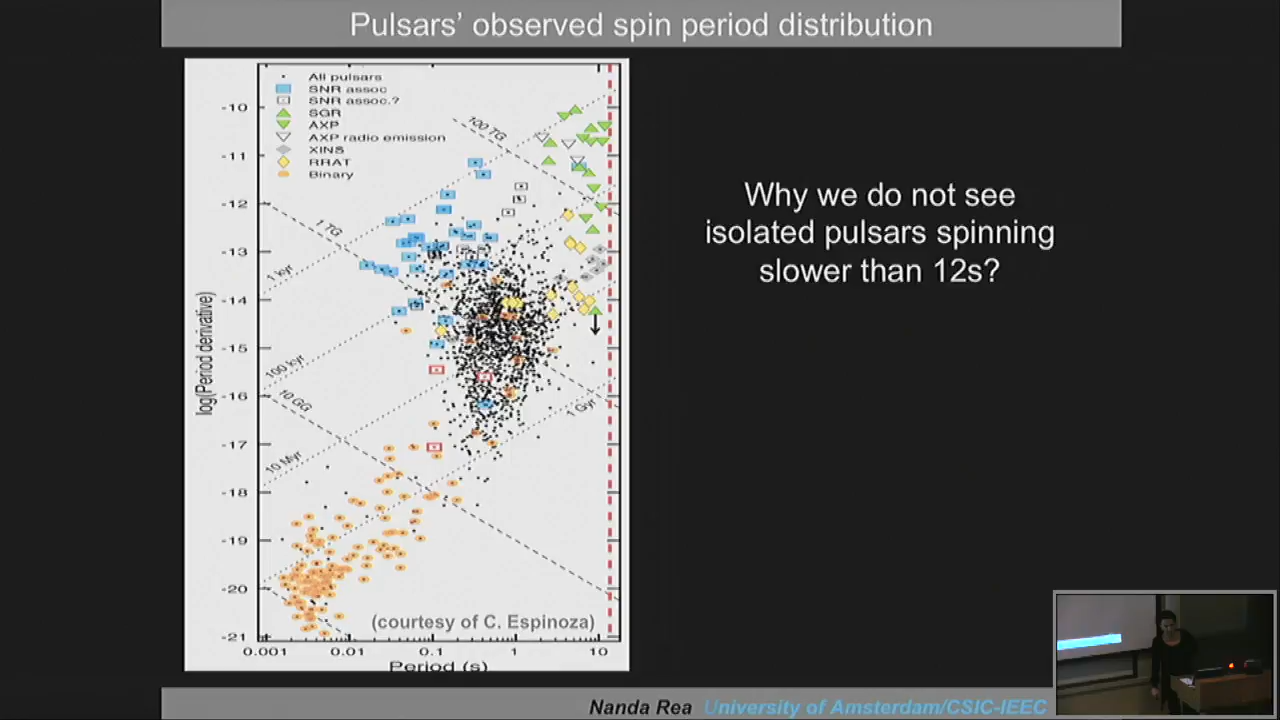 Pulsars' observed spin period distribution
All pulsars
SNR assoc
SNR assoc.?
SGR
AXP
AXP radio emission
XINS
RRAT
Binary
-10
-11
-12
-13
-14
-15
-16
-17
-18
-19
-20
-21
log(Period derivative)
100 TG
1 TG
1 kyr
100 kyr
10 GG
1 Gyr
10 Myr
(courtesy of C. Espinoza)
0.001 0.01 0.1 1 10
Period (s)
Why we do not see
isolated pulsars spinning
slower than 12s?
Nanda Rea University of Amsterdam/CSIC-IEEC